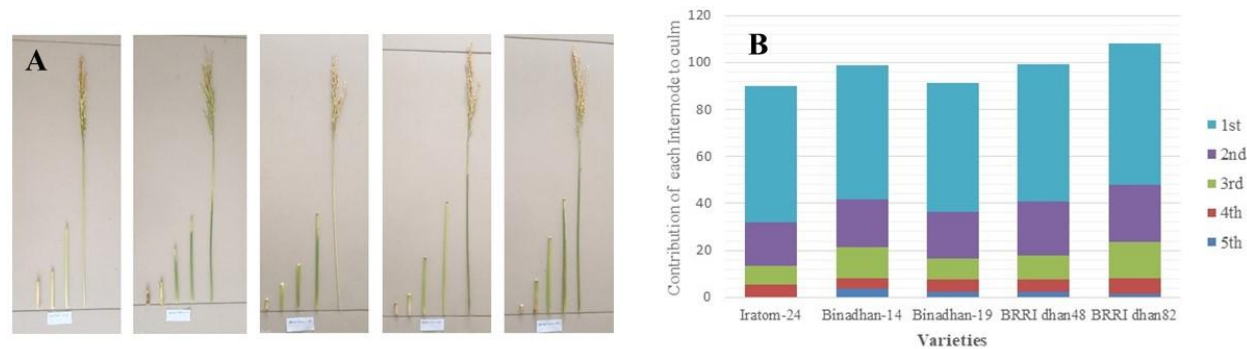 A
B
Contribution of each Internode to culm
120
100
80
60
40
20
0
Iratom-24 Binadhan-14 Binadhan-19 BRRI dhan48 BRRI dhan82
Varieties
1st
2nd
3rd
4th
5th